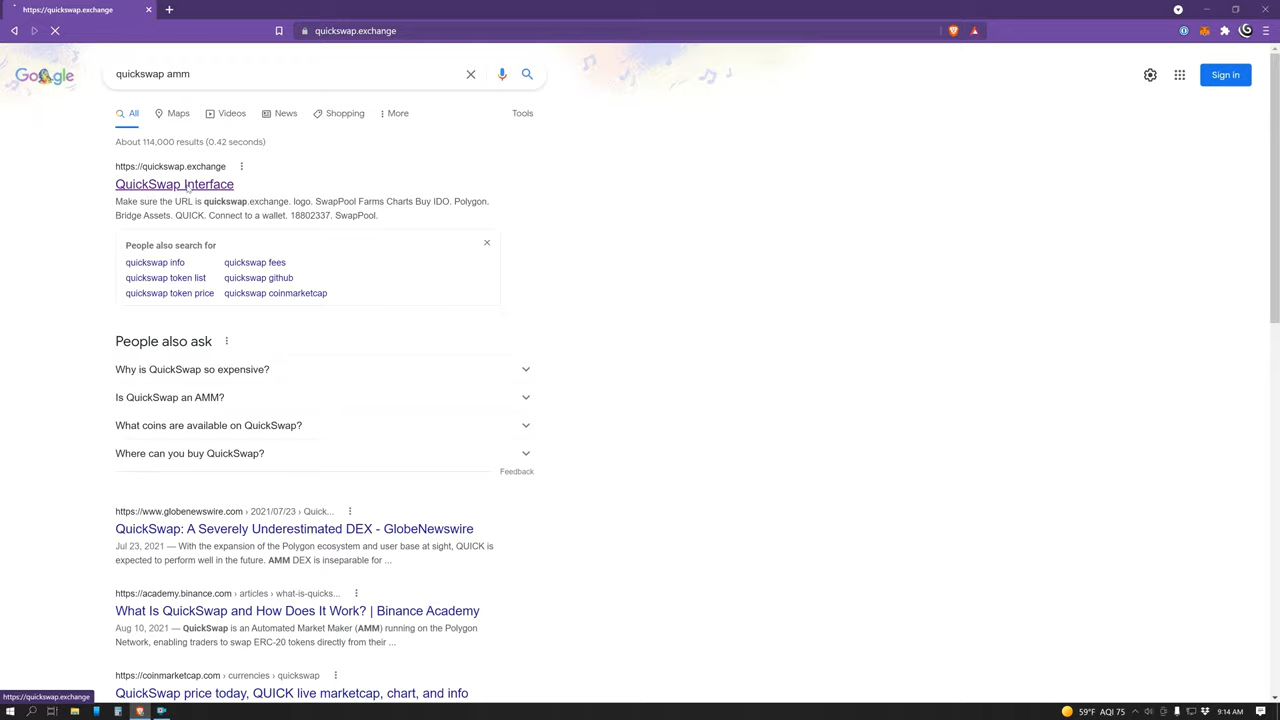 https://quickswap.exchange
quickswap.exchange
Google
quickswap amm
Sign in
All
Maps
Videos
News
Shopping
More
Tools
About 114,000 results (0.42 seconds)
https://quickswap.exchange
QuickSwap Interface
Make sure the URL is quickswap.exchange. logo. SwapPool Farms Charts Buy IDO. Polygon.
Bridge Assets. QUICK. Connect to a wallet. 18802337. SwapPool.
People also search for
quickswap info
quickswap fees
quickswap token list
quickswap github
quickswap token price
quickswap coinmarketcap
People also ask
Why is QuickSwap so expensive?
Is QuickSwap an AMM?
What coins are available on QuickSwap?
Where can you buy QuickSwap?
Feedback
https://www.globenewswire.com › 2021/07/23 › Quick...
QuickSwap: A Severely Underestimated DEX - GlobeNewswire
Jul 23, 2021 — With the expansion of the Polygon ecosystem and user base at sight, QUICK is
expected to perform well in the future. AMM DEX is inseparable for ...
https://academy.binance.com › articles › what-is-quicks...
What Is QuickSwap and How Does It Work? | Binance Academy
Aug 10, 2021 — QuickSwap is an Automated Market Maker (AMM) running on the Polygon
Network, enabling traders to swap ERC-20 tokens directly from their ...
https://coinmarketcap.com › currencies › quickswap
QuickSwap price today, QUICK live marketcap, chart, and info
https://quickswap.exchange
59°F AQI 75
9:14 AM